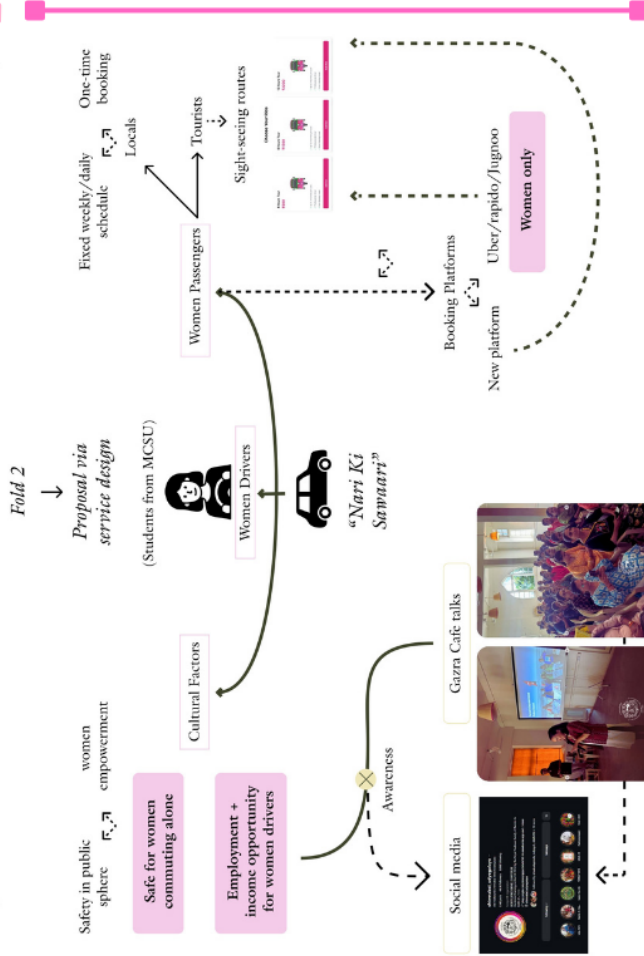 Fold 2
Proposal via
service design
(Students from MCSU)
Women Drivers
"Nari Ki
Sawaari"
Safety in public
sphere
women
empowerment
Safe for women
commuting alone
Employment +
income opportunity
for women drivers
Cultural Factors
Awareness
Social media
Gazra Cafe talks
Women Passengers
Fixed weekly/daily
schedule
One-time
booking
Locals
Tourists
Sight-seeing routes
Booking Platforms
New platform
Uber/rapido/Jugnoo
Women only